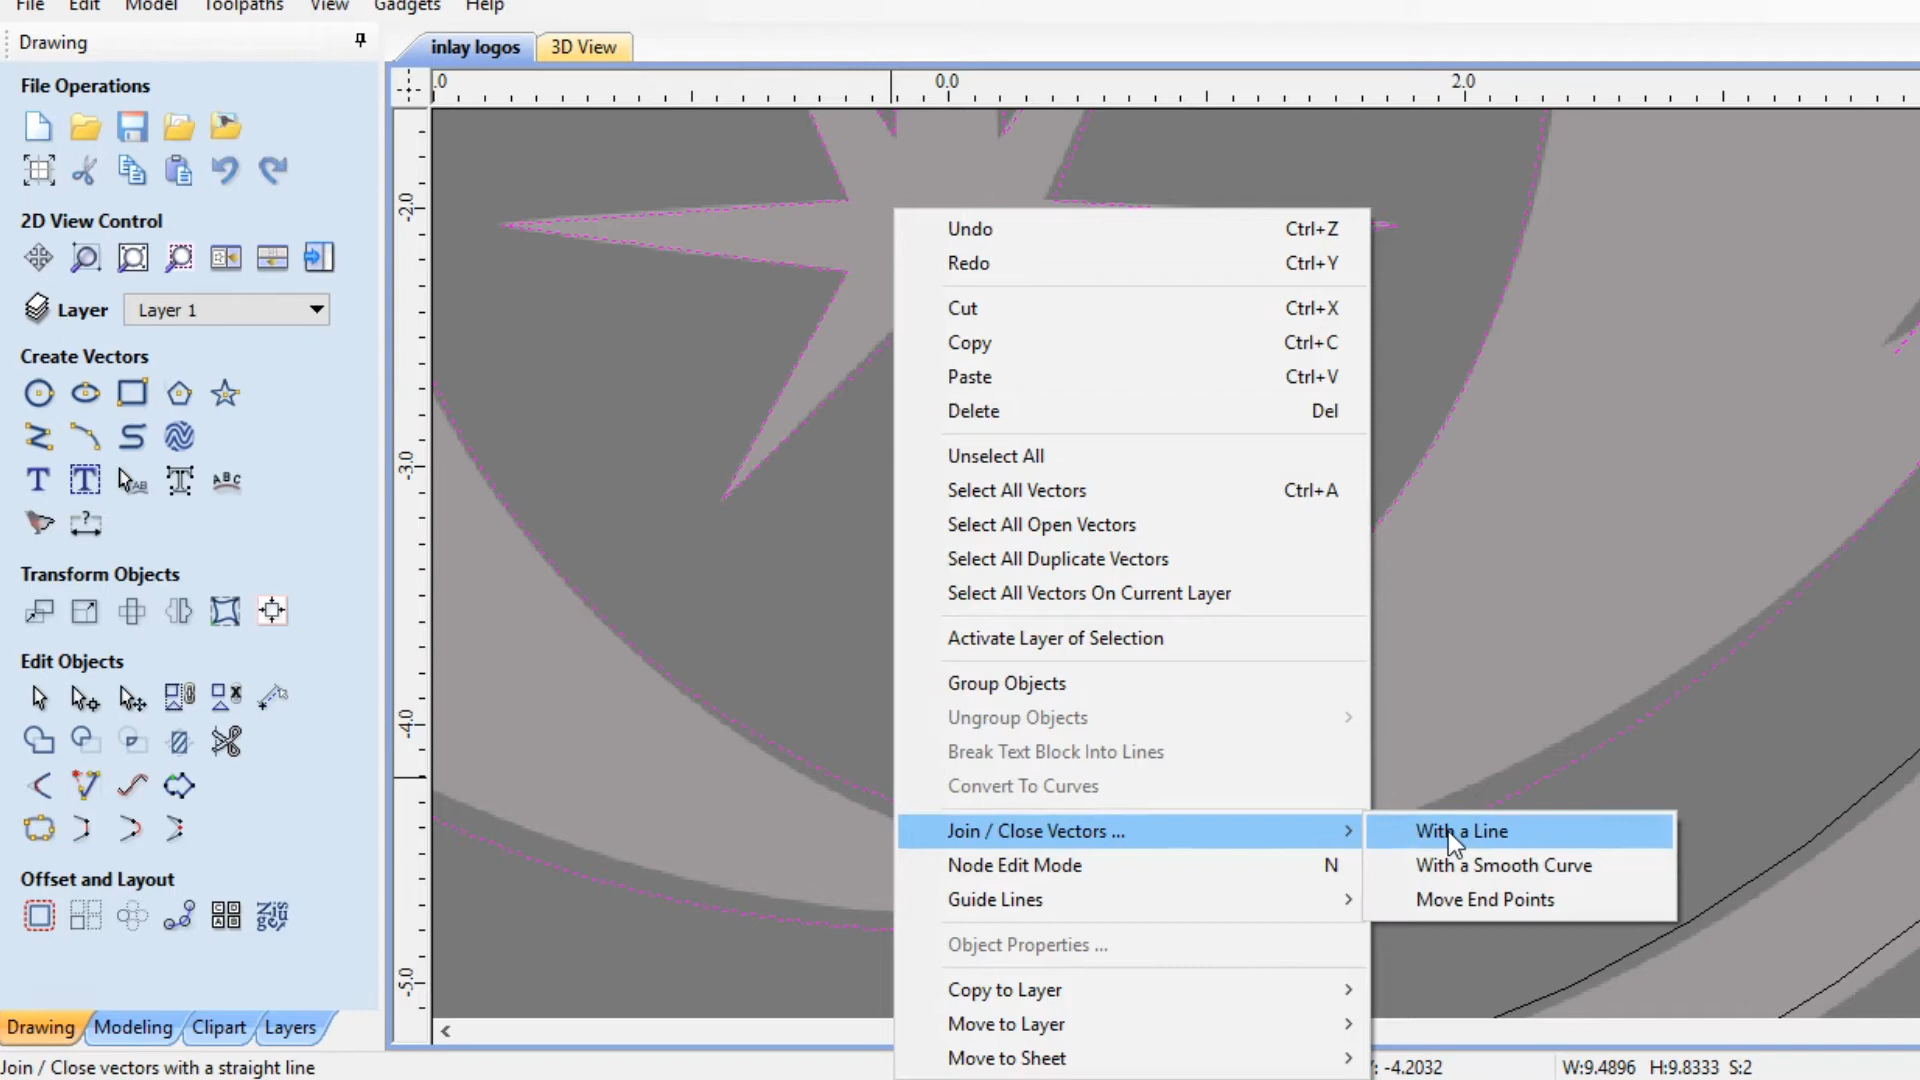 File Edit Model Toolpaths View Gadgets Help
Drawing
inlay logos 3D View
File Operations
.0 0.0 2.0
2D View Control
-2.0
Layer Layer 1
Create Vectors
T T AB T ABC
-3.0
?
Transform Objects
Edit Objects
-4.0
Offset and Layout
-5.0
Undo Ctrl+Z
Redo Ctrl+Y
Cut Ctrl+X
Copy Ctrl+C
Paste Ctrl+V
Delete Del
Unselect All
Select All Vectors Ctrl+A
Select All Open Vectors
Select All Duplicate Vectors
Select All Vectors On Current Layer
Activate Layer of Selection
Group Objects
Ungroup Objects
Break Text Block Into Lines
Convert To Curves
Join / Close Vectors ...
With a Line
With a Smooth Curve
Move End Points
Node Edit Mode N
Guide Lines
Object Properties ...
Copy to Layer
Move to Layer
Move to Sheet
Drawing Modeling Clipart Layers
Join / Close vectors with a straight line : -4.2032 W:9.4896 H:9.8333 S:2